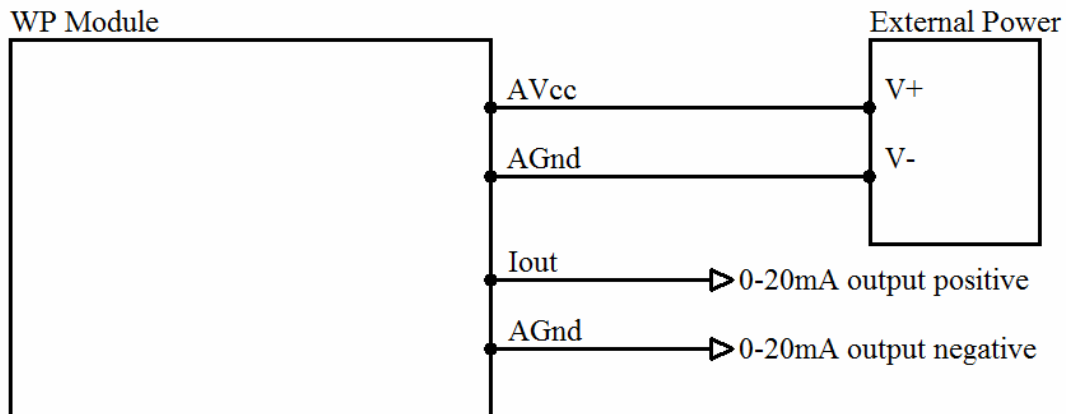 WP Module
External Power
AVcc
V+
AGnd
V-
Iout
0-20mA output positive
AGnd
0-20mA output negative